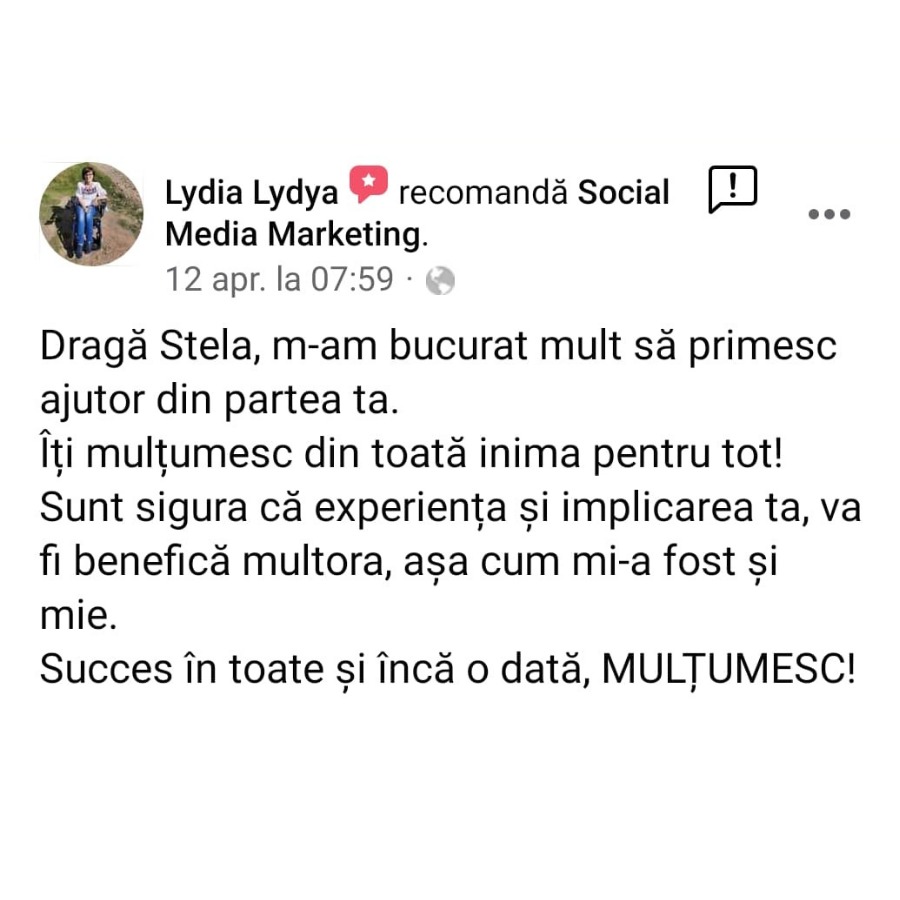 Lydia Lydya recomandă Social
Media Marketing.
12 apr. la 07:59 ·
Dragă Stela, m-am bucurat mult să primesc
ajutor din partea ta.
Îți mulțumesc din toată inima pentru tot!
Sunt sigura că experiența și implicarea ta, va
fi benefică multora, așa cum mi-a fost și
mie.
Succes în toate și încă o dată, MULȚUMESC!